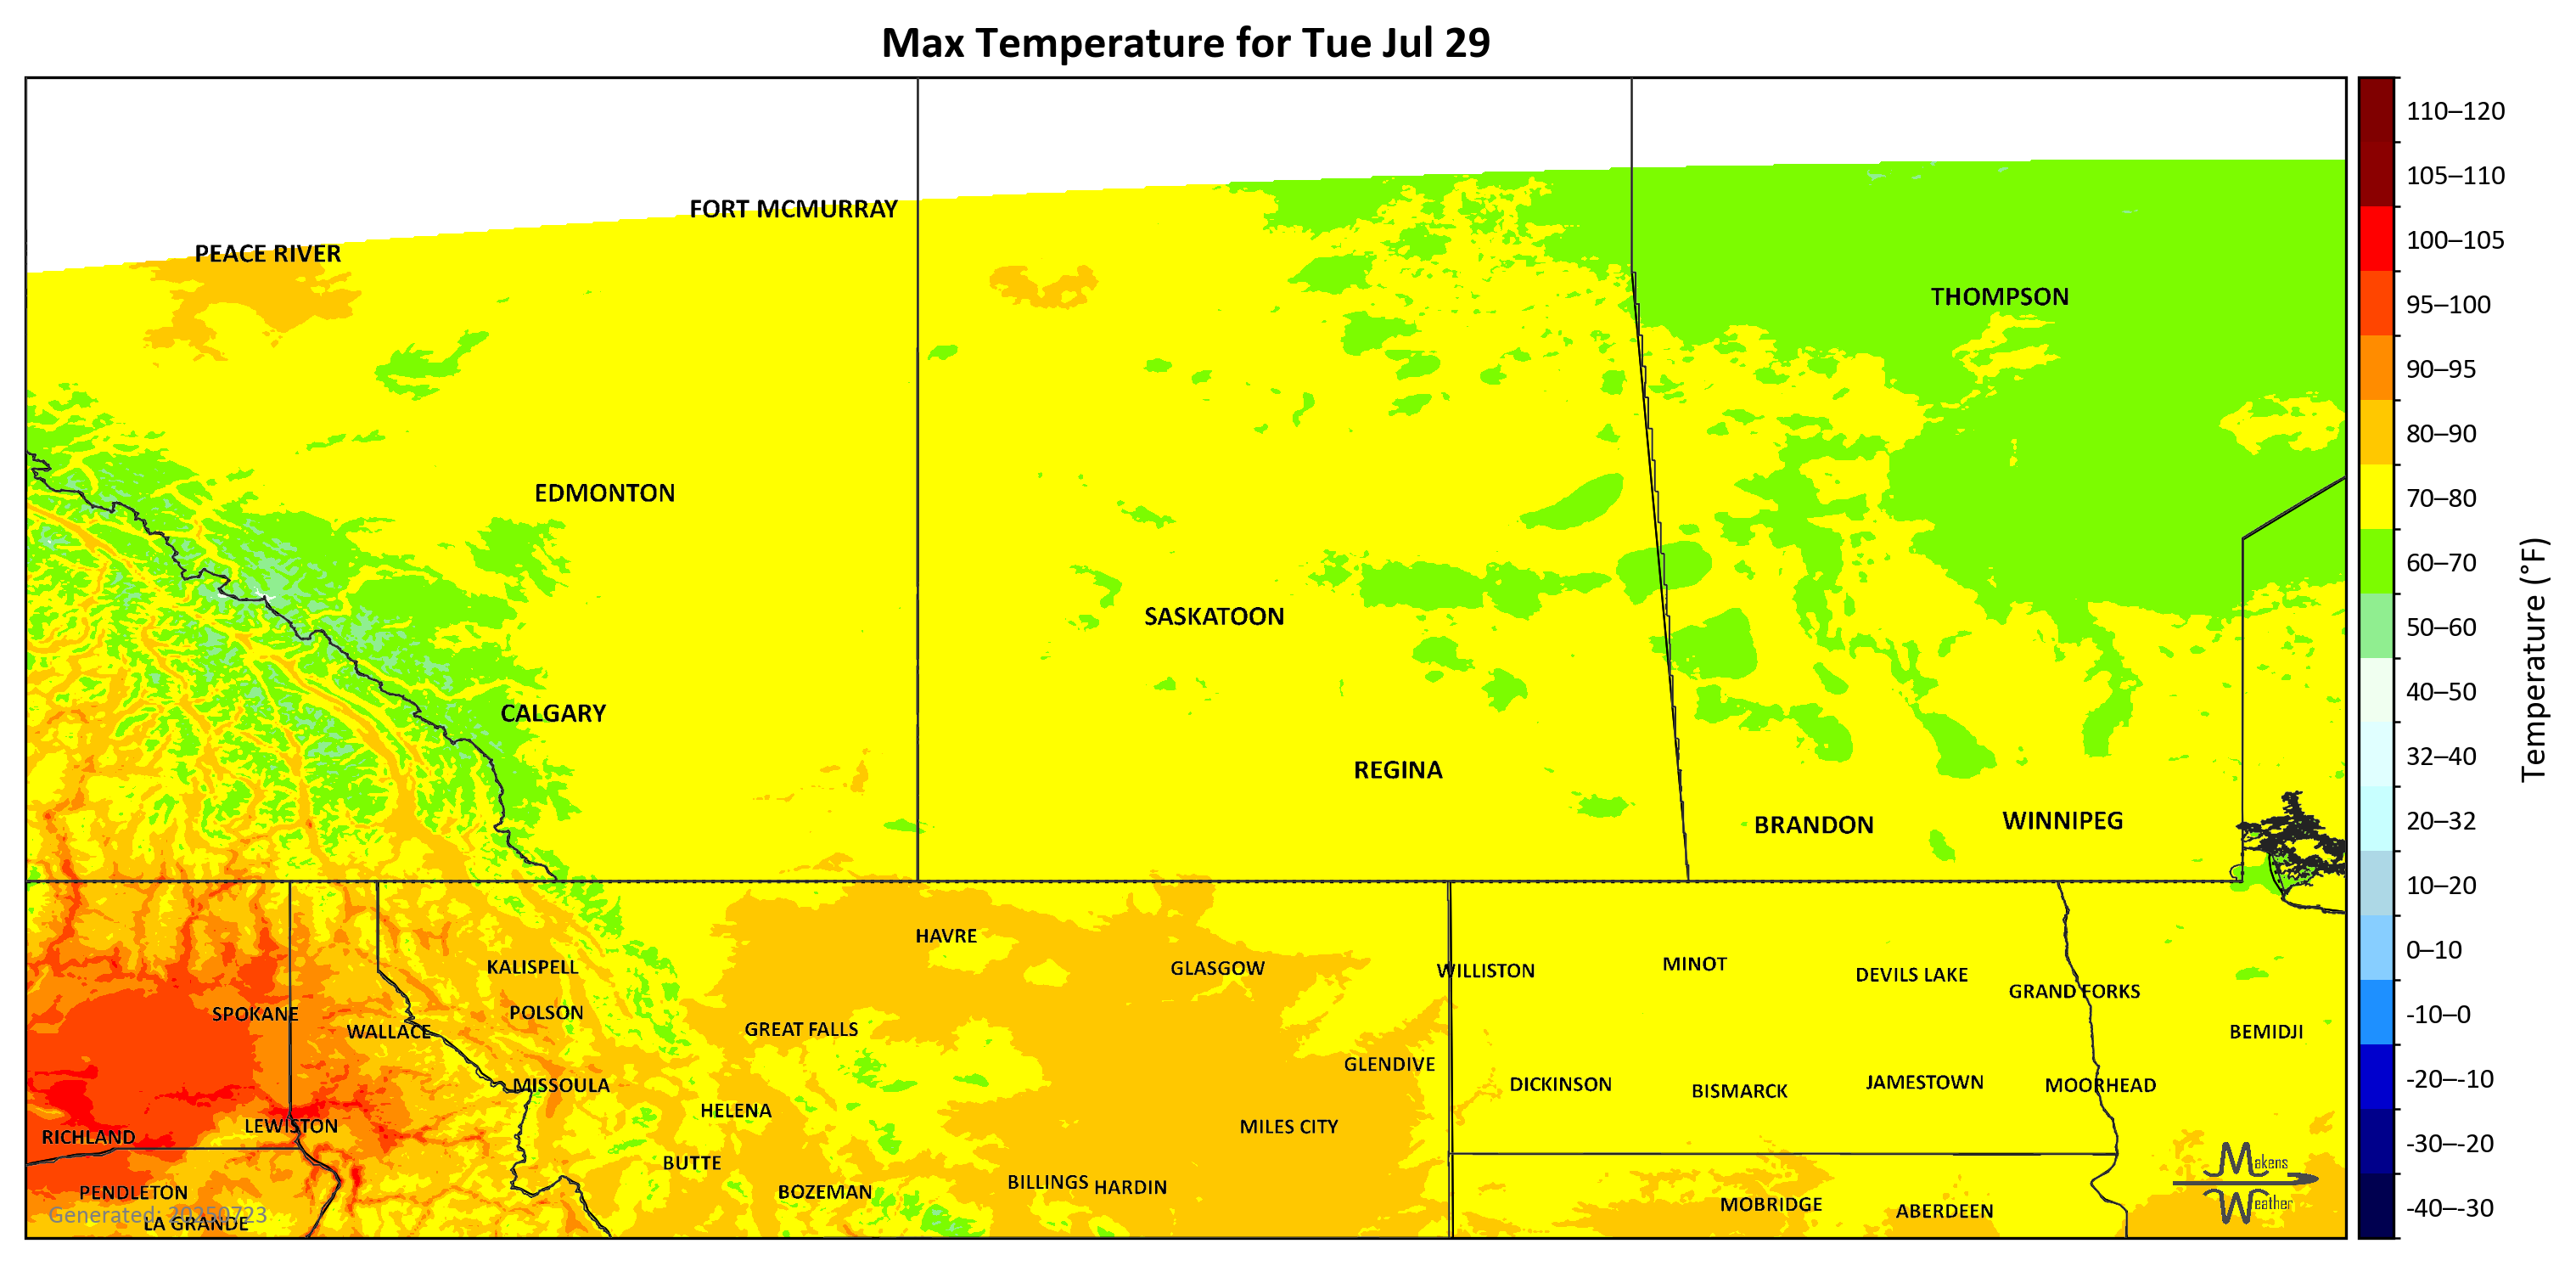 Max Temperature for Tue Jul 29
FORT MCMURRAY
PEACE RIVER
THOMPSON
EDMONTON
SASKATOON
CALGARY
REGINA
BRANDON
WINNIPEG
HAVRE
KALISPELL
GLASGOW
WILLISTON
MINOT
DEVILS LAKE
GRAND FORKS
SPOKANE
POLSON
WALLACE
GREAT FALLS
BEMIDJI
GLENDIVE
MISSOULA
DICKINSON
BISMARCK
JAMESTOWN
MOORHEAD
HELENA
LEWISTON
MILES CITY
RICHLAND
BUTTE
BILLINGS
HARDIN
PENDLETON
BOZEMAN
MOBRIDGE
ABERDEEN
LA GRANDE
Generated: 20250723
Makens
Weather
110–120
105–110
100–105
95–100
90–95
80–90
70–80
60–70
50–60
40–50
32–40
20–32
10–20
0–10
-10–0
-20–-10
-30–-20
-40–-30
Temperature (°F)